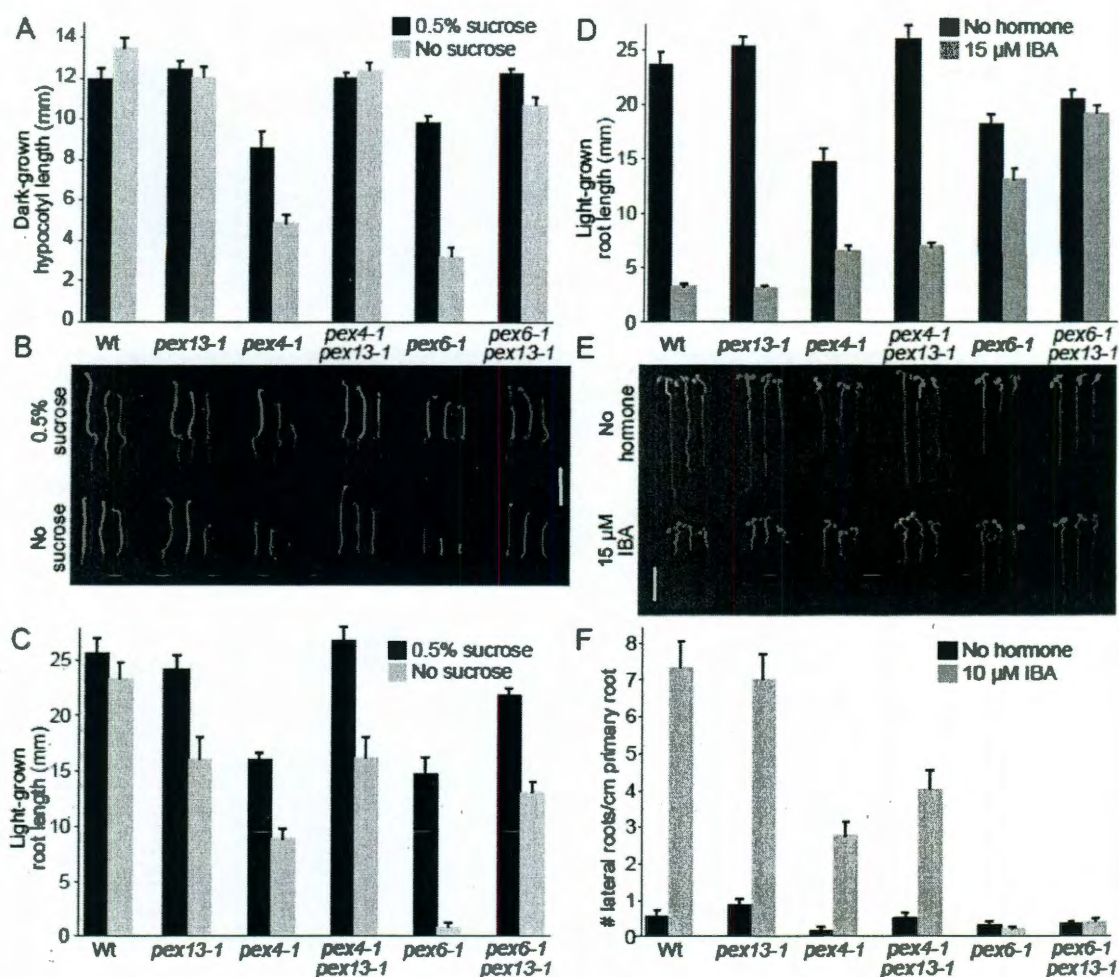 A
0.5% sucrose
No sucrose
Dark-grown
hypocotyl length (mm)
14
12
10
8
6
4
2
0
Wt
pex13-1
pex4-1
pex4-1
pex13-1
pex6-1
pex6-1
pex13-1
B
0.5%
sucrose
No
sucrose
C
0.5% sucrose
No sucrose
Light-grown
root length (mm)
25
20
15
10
5
0
Wt
pex13-1
pex4-1
pex4-1
pex13-1
pex6-1
pex6-1
pex13-1
D
No hormone
15 µM IBA
Light-grown
root length (mm)
25
20
15
10
5
0
Wt
pex13-1
pex4-1
pex4-1
pex13-1
pex6-1
pex6-1
pex13-1
E
No
hormone
15 µM
IBA
F
No hormone
10 µM IBA
# lateral roots/cm primary root
8
7
6
5
4
3
2
1
0
Wt
pex13-1
pex4-1
pex4-1
pex13-1
pex6-1
pex6-1
pex13-1